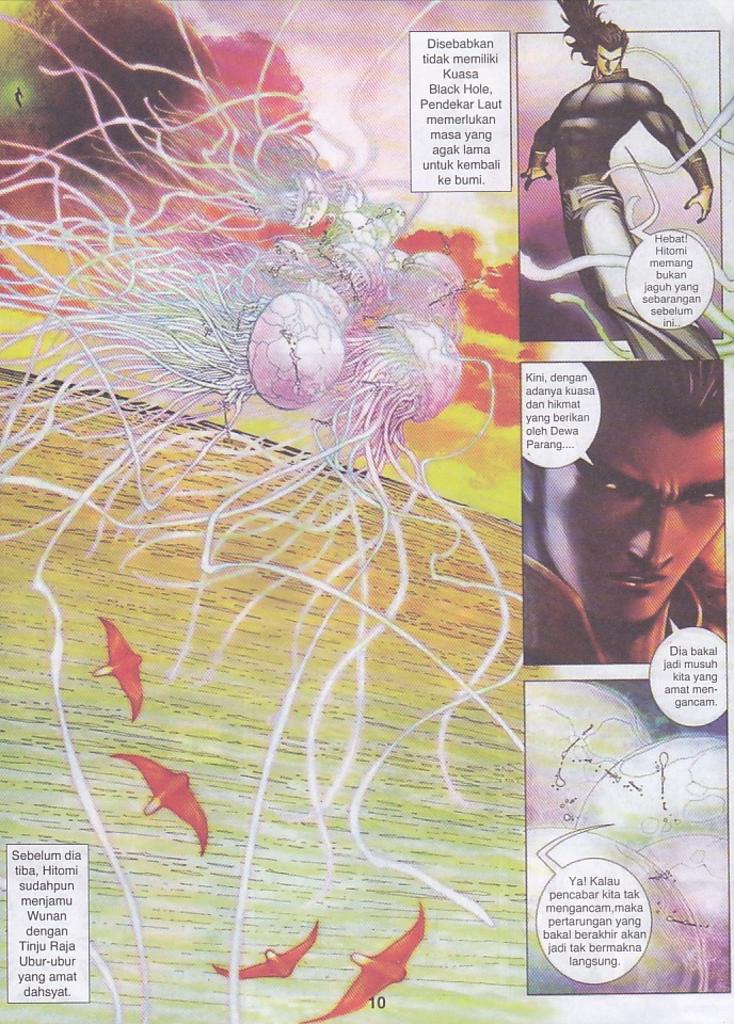 Disebabkan
tidak memiliki
Kuasa
Black Hole,
Pendekar Laut
memerlukan
masa yang
agak lama
untuk kembali
ke bumi.
Hebat!
Hitomi
memang
bukan
jaguh yang
sebarangan
sebelum
ini..
Kini, dengan
adanya kuasa
dan hikmat
yang berikan
oleh Dewa
Parang....
Dia bakal
jadi musuh
kita yang
amat men-
gancam.
Ya! Kalau
pencabar kita tak
mengancam,maka
pertarungan yang
bakal berakhir akan
jadi tak bermakna
langsung.
Sebelum dia
tiba, Hitomi
sudahpun
menjamu
Wunan
dengan
Tinju Raja
Ubur-ubur
yang amat
dahsyat.
10